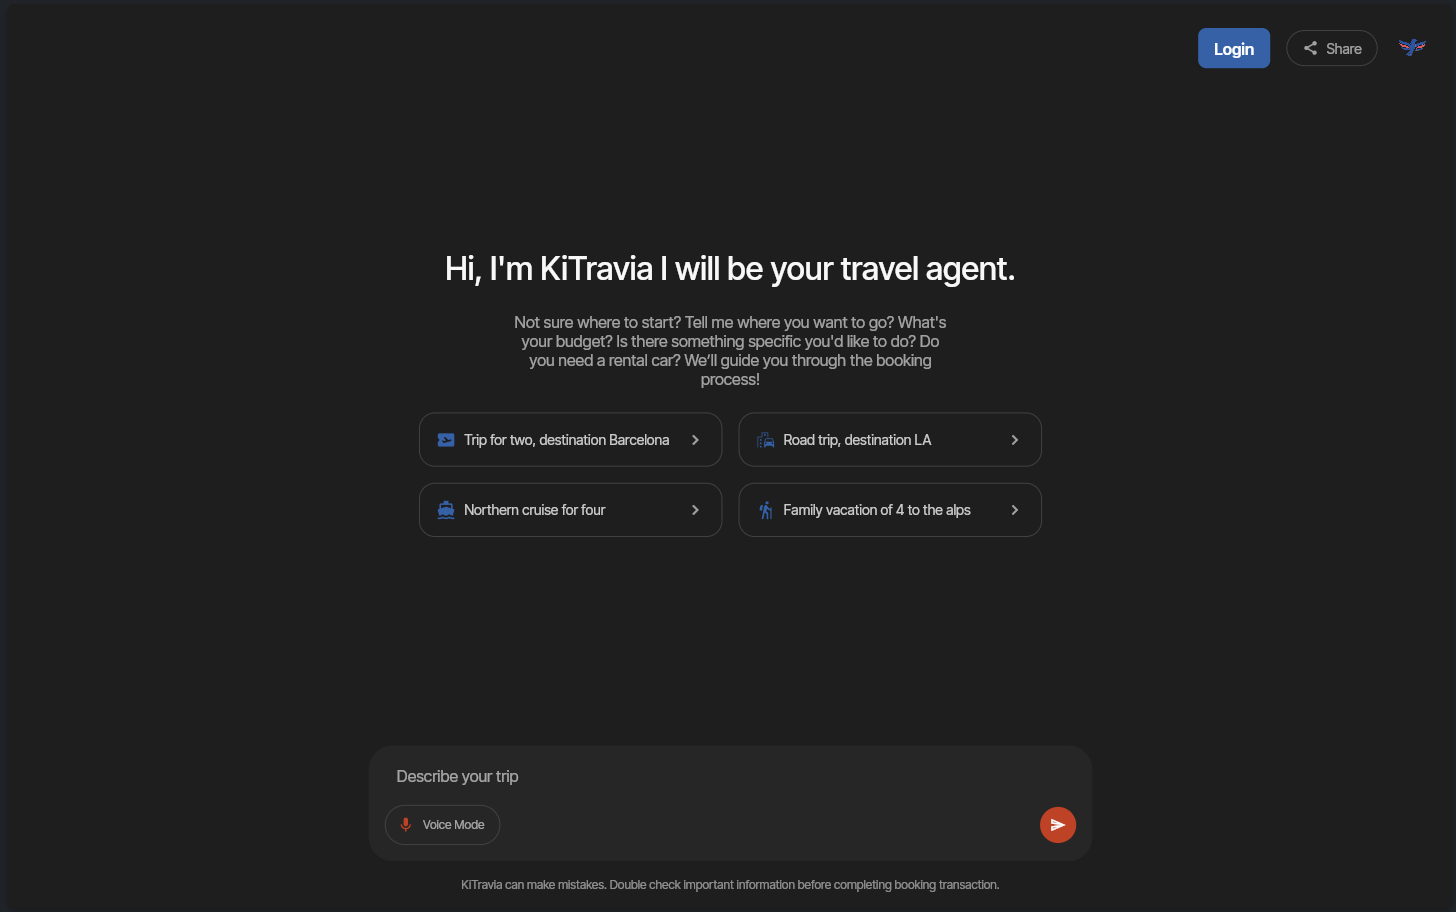 Login
Share
Hi, I'm KiTravia I will be your travel agent.
Not sure where to start? Tell me where you want to go? What's
your budget? Is there something specific you'd like to do? Do
you need a rental car? We'll guide you through the booking
process!
Trip for two, destination Barcelona
Road trip, destination LA
Northern cruise for four
Family vacation of 4 to the alps
Describe your trip
Voice Mode
KITravia can make mistakes. Double check important information before completing booking transaction.